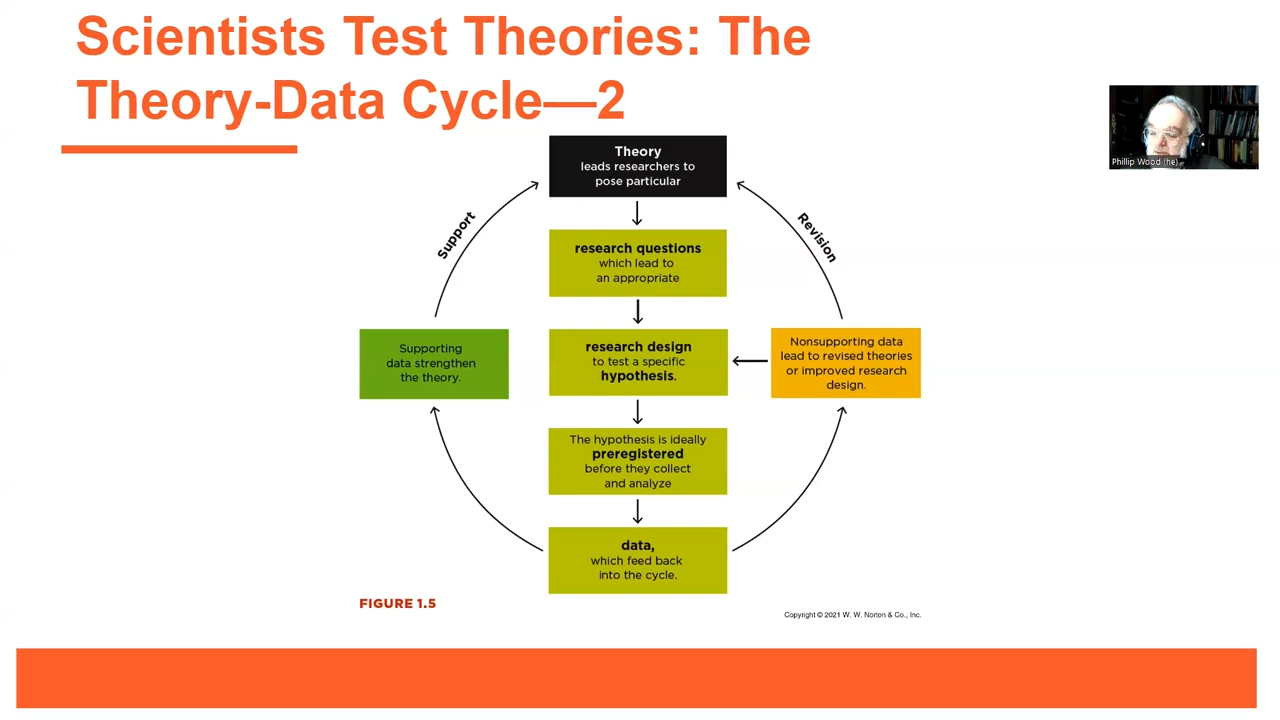 Scientists Test Theories: The
Theory-Data Cycle—2
Phillip Wood (he)
Theory
leads researchers to
pose particular
Support
Revision
research questions
which lead to
an appropriate
Supporting
data strengthen
the theory.
research design
to test a specific
hypothesis.
Nonsupporting data
lead to revised theories
or improved research
design.
The hypothesis is ideally
preregistered
before they collect
and analyze
data,
which feed back
into the cycle.
FIGURE 1.5
Copyright © 2021 W. W. Norton & Co., Inc.